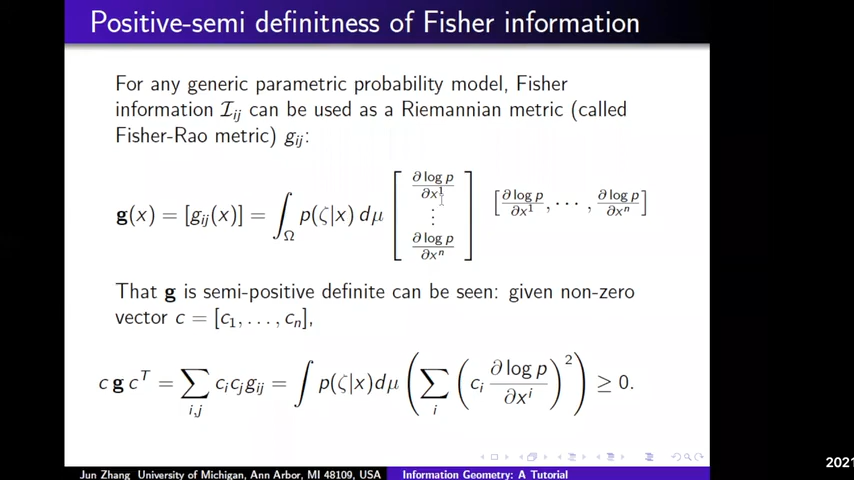 Positive-semi definitness of Fisher information
For any generic parametric probability model, Fisher
information 𝓘ᵢⱼ can be used as a Riemannian metric (called
Fisher-Rao metric) gᵢⱼ:
g(x) = [gᵢⱼ(x)] = ∫_Ω p(ζ|x) dμ [ ∂ log p/∂x¹ ⋮ ∂ log p/∂xⁿ ] [ ∂ log p/∂x¹, ⋯ , ∂ log p/∂xⁿ ]
That g is semi-positive definite can be seen: given non-zero
vector c = [c₁, . . . , cₙ],
c g cᵀ = ∑_{i,j} cᵢcⱼgᵢⱼ = ∫ p(ζ|x)dμ (∑_i (cᵢ ∂ log p/∂xⁱ)²) ≥ 0.
2021
Jun Zhang University of Michigan, Ann Arbor, MI 48109, USA Information Geometry: A Tutorial